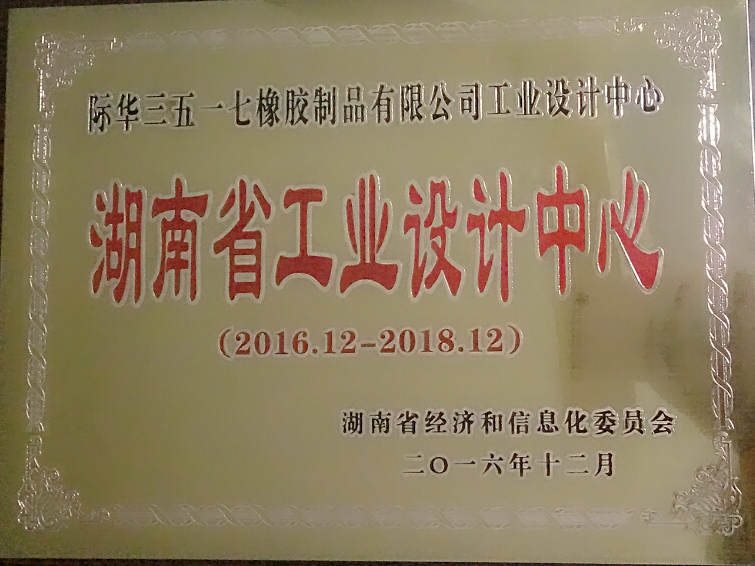 际华三五一七橡胶制品有限公司工业设计中心
湖南省工业设计中心
(2016.12-2018.12)
湖南省经济和信息化委员会
二〇一六年十二月